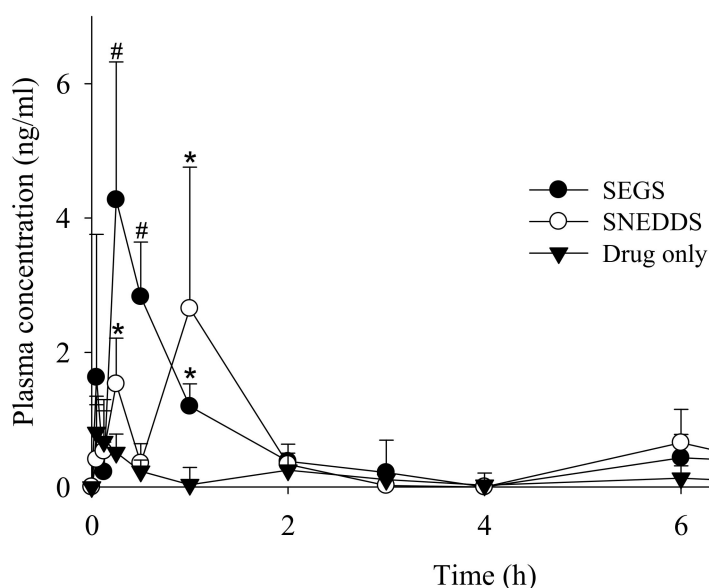 #
6
*
4
#
SEGS
SNEDDS
Drug only
*
2
*
0
0
2
4
6
Plasma concentration (ng/ml)
Time (h)